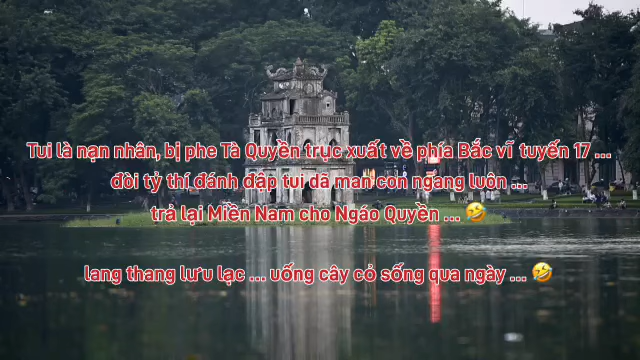 Tui là nạn nhân, bị phe Tà Quyền trục xuất về phía Bắc vĩ tuyến 17 ...
đòi tỷ thí đánh đập tui dã man con ngang luôn ...
trả lại Miền Nam cho Ngáo Quyền ... 🤣
lang thang lưu lạc ... uống cây cỏ sống qua ngày ... 🤣